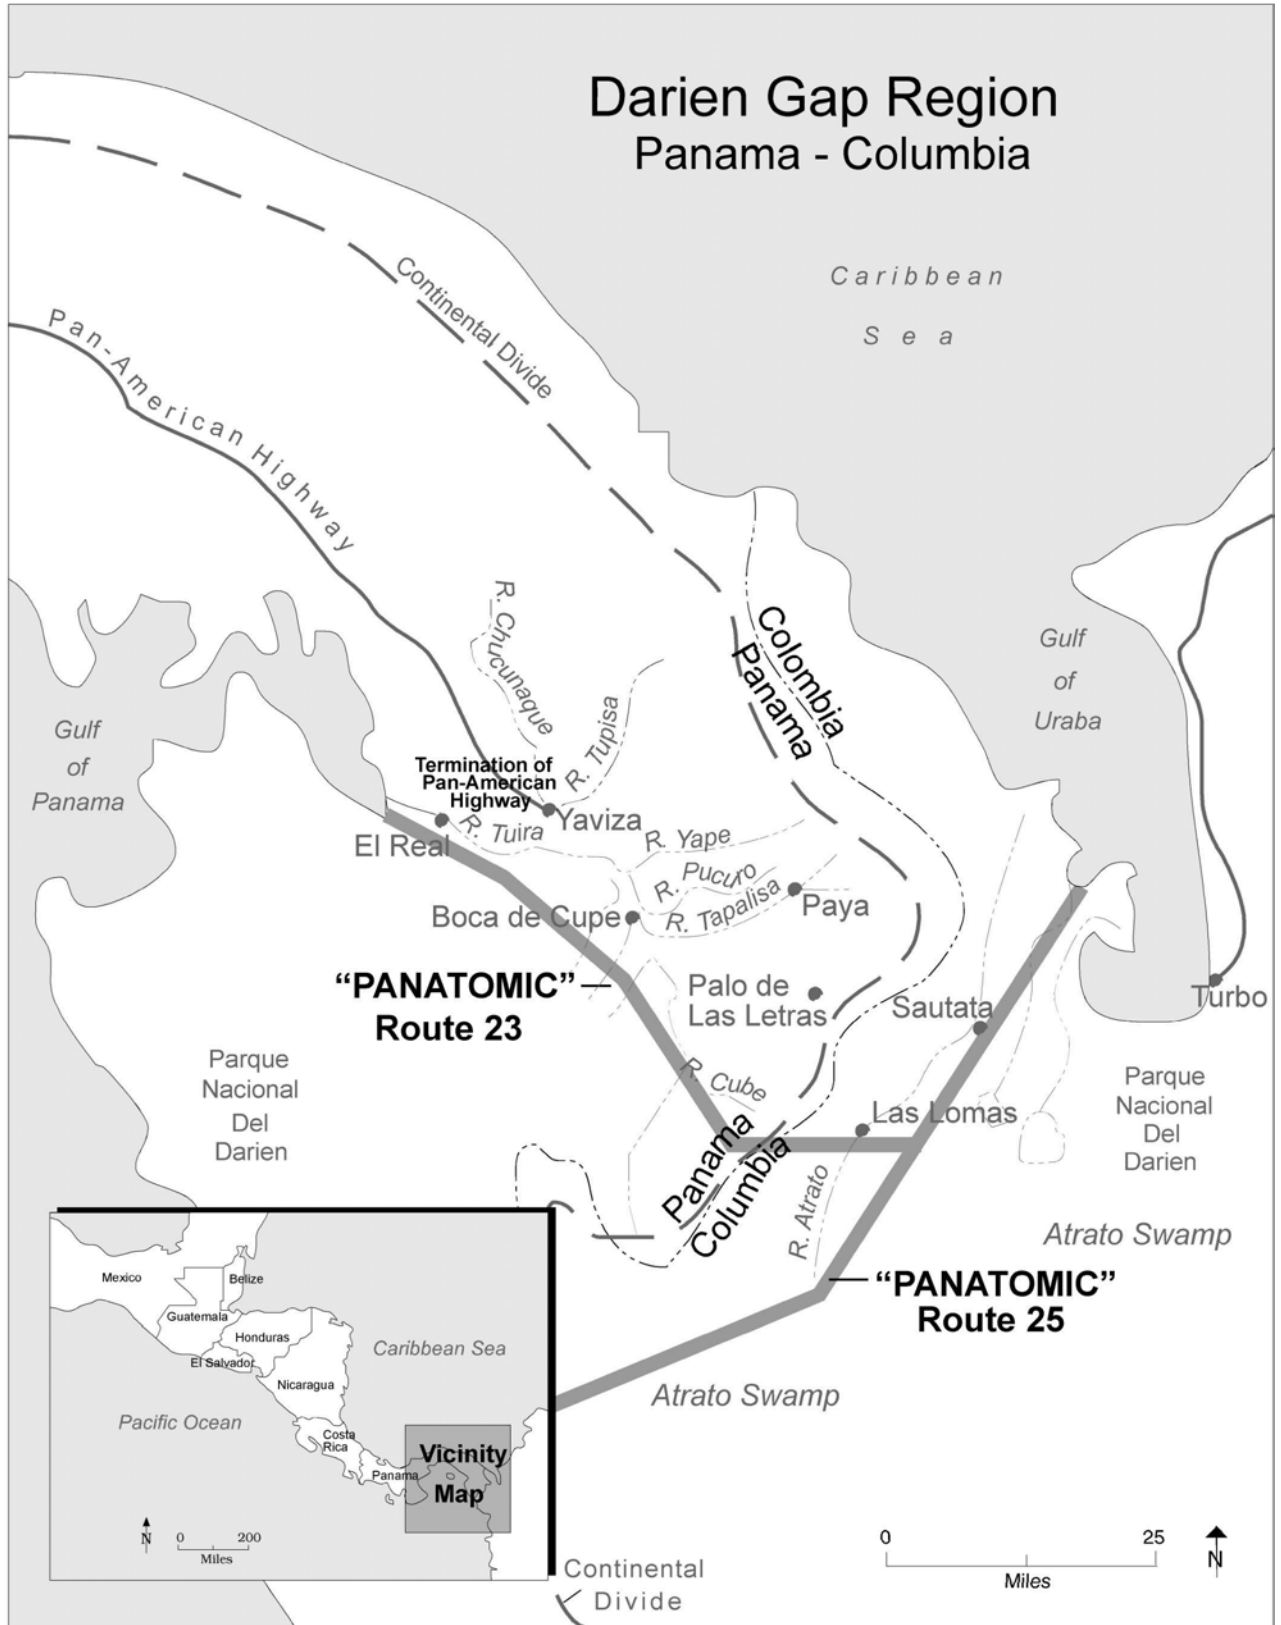 Darien Gap Region
Panama - Columbia
Caribbean
Sea
Continental Divide
Pan-American Highway
R. Chucunaque
Colombia
Panama
Gulf
of
Uraba
R. Tupisa
Gulf
of
Panama
Termination of
Pan-American
Highway
Yaviza
R. Tuira
El Real
R. Yape
R. Pucuro
R. Tapalisa
Paya
Boca de Cupe
“PANATOMIC”
Route 23
Palo de
Las Letras
Sautata
Turbo
Parque
Nacional
Del
Darien
R. Cube
Las Lomas
Parque
Nacional
Del
Darien
Panama
Columbia
R. Atrato
Atrato Swamp
“PANATOMIC”
Route 25
Atrato Swamp
Mexico
Belize
Guatemala
Honduras
El Salvador
Nicaragua
Caribbean Sea
Pacific Ocean
Costa
Rica
Panama
Vicinity
Map
N
0 200
Miles
0 25
Miles
N
Continental
Divide